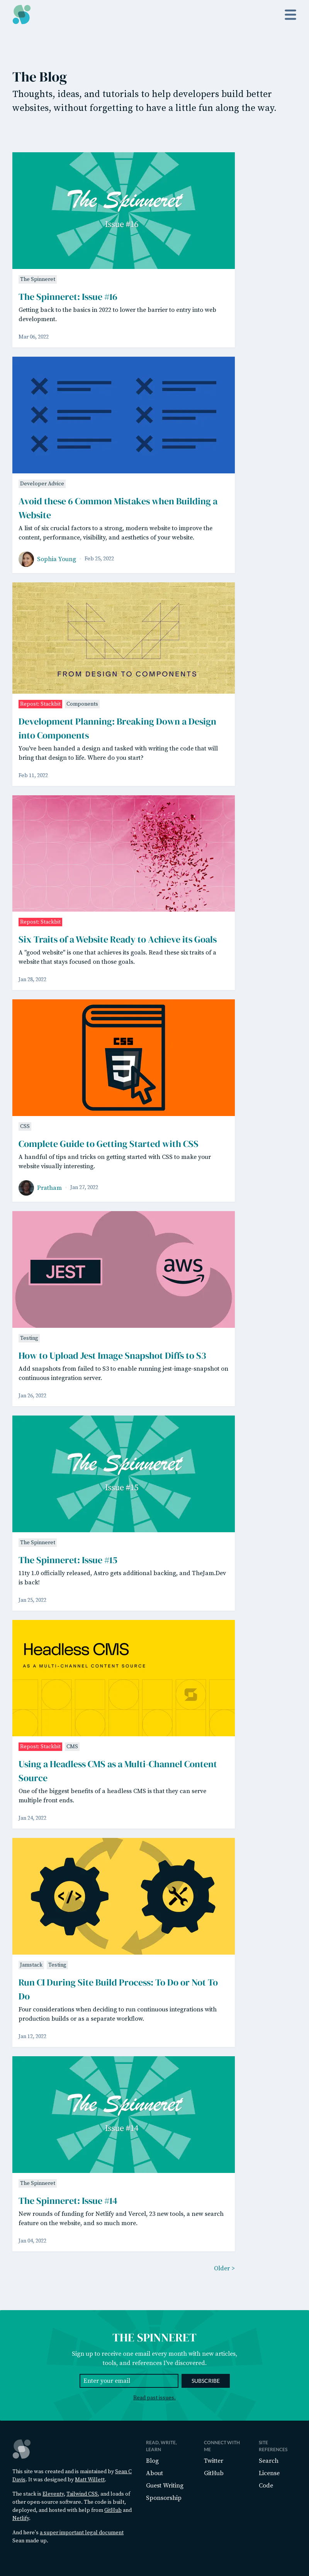 The Blog
Thoughts, ideas, and tutorials to help developers build better
websites, without forgetting to have a little fun along the way.
The Spinneret
Issue #16
The Spinneret
The Spinneret: Issue #16
Getting back to the basics in 2022 to lower the barrier to entry into web
development.
Mar 06, 2022
Developer Advice
Avoid these 6 Common Mistakes when Building a
Website
A list of six crucial factors to a strong, modern website to improve the
content, performance, visibility, and aesthetics of your website.
Sophia Young
Feb 25, 2022
FROM DESIGN TO COMPONENTS
Repost: Stacklist Components
Development Planning: Breaking Down a Design
into Components
You've been handed a design and tasked with writing the code that will
bring that design to life. Where do you start?
Feb 11, 2022
Repost: Stacklist
Six Traits of a Website Ready to Achieve its Goals
A "good website" is one that achieves its goals. Read these six traits of a
website that stays focused on those goals.
Jan 28, 2022
CSS
CSS
Complete Guide to Getting Started with CSS
A handful of tips and tricks on getting started with CSS to make your
website visually interesting.
Pratham
Jan 27, 2022
JEST
aws
Testing
How to Upload Jest Image Snapshot Diffs to S3
Add snapshots from failed to S3 to enable running jest-image-snapshot on
continuous integration server.
Jan 26, 2022
The Spinneret
Issue #15
The Spinneret
The Spinneret: Issue #15
11ty 1.0 officially released, Astro gets additional backing, and TheJam.Dev
is back!
Jan 25, 2022
Headless CMS
AS A MULTI-CHANNEL CONTENT SOURCE
Repost: Stacklist CMS
Using a Headless CMS as a Multi-Channel Content
Source
One of the biggest benefits of a headless CMS is that they can serve
multiple front ends.
Jan 24, 2022
</>
Jamstack Testing
Run CI During Site Build Process: To Do or Not To
Do
Four considerations when deciding to run continuous integrations with
production builds or as a separate workflow.
Jan 12, 2022
The Spinneret
Issue #14
The Spinneret
The Spinneret: Issue #14
New rounds of funding for Netlify and Vercel, 23 new tools, a new search
feature on the website, and so much more.
Jan 04, 2022
Older >
THE SPINNERET
Sign up to receive one email every month with new articles,
tools, and references I've discovered.
Enter your email
SUBSCRIBE
Read past issues.
This site was created and is maintained by Sean C
Davis. It was designed by Matt Willett.
The stack is Eleventy, Tailwind CSS, and loads of
other open-source software. The code is built,
deployed, and hosted with help from GitHub and
Netlify.
And here's a super important legal document
Sean made up.
READ, WRITE,
LEARN
Blog
About
Guest Writing
Sponsorship
CONNECT WITH
ME
Twitter
GitHub
SITE
REFERENCES
Search
License
Code